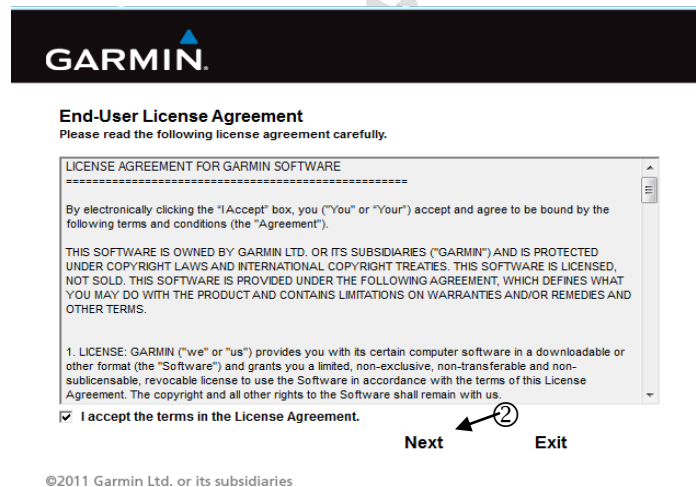 GARMIN.
End-User License Agreement
Please read the following license agreement carefully.
LICENSE AGREEMENT FOR GARMIN SOFTWARE
=====================================================
By electronically clicking the "I Accept" box, you ("You" or "Your") accept and agree to be bound by the
following terms and conditions (the "Agreement").
THIS SOFTWARE IS OWNED BY GARMIN LTD. OR ITS SUBSIDIARIES ("GARMIN") AND IS PROTECTED
UNDER COPYRIGHT LAWS AND INTERNATIONAL COPYRIGHT TREATIES. THIS SOFTWARE IS LICENSED,
NOT SOLD. THIS SOFTWARE IS PROVIDED UNDER THE FOLLOWING AGREEMENT, WHICH DEFINES WHAT
YOU MAY DO WITH THE PRODUCT AND CONTAINS LIMITATIONS ON WARRANTIES AND/OR REMEDIES AND
OTHER TERMS.
1. LICENSE: GARMIN ("we" or "us") provides you with its certain computer software in a downloadable or
other format (the "Software") and grants you a limited, non-exclusive, non-transferable and non-
sublicensable, revocable license to use the Software in accordance with the terms of this License
Agreement. The copyright and all other rights to the Software shall remain with us.
I accept the terms in the License Agreement.
②
Next Exit
©2011 Garmin Ltd. or its subsidiaries